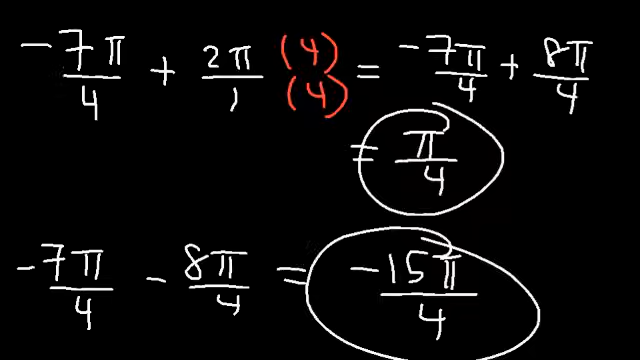 -7π/4 + 2π/1 (4)/(4) = -7π/4 + 8π/4
= π/4
-7π/4 - 8π/4 = -15π/4